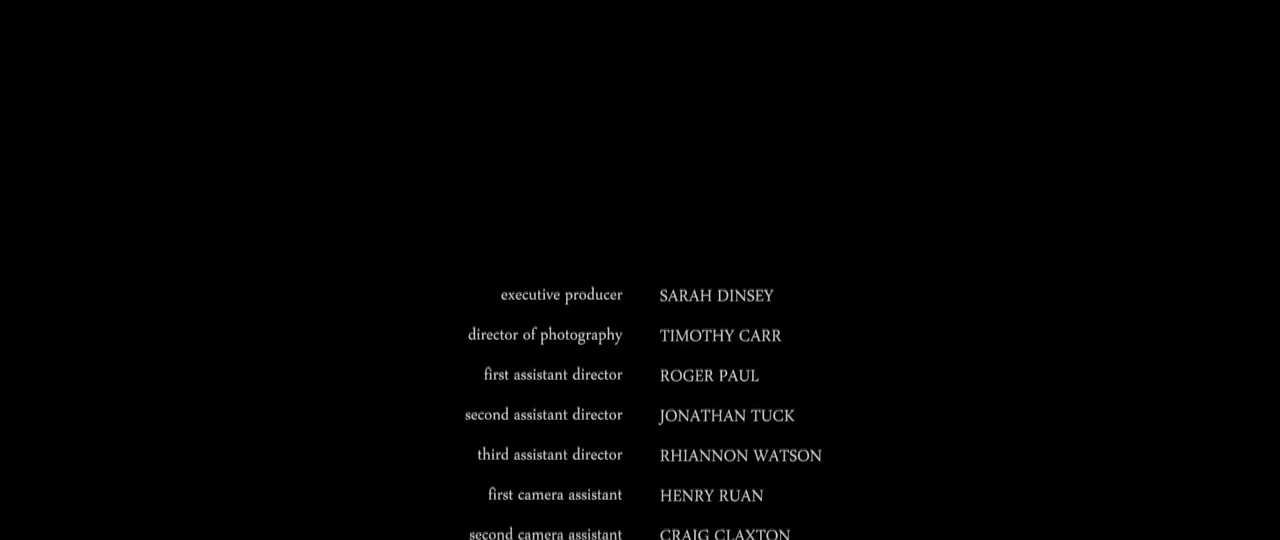 executive producer SARAH DINSEY
director of photography TIMOTHY CARR
first assistant director ROGER PAUL
second assistant director JONATHAN TUCK
third assistant director RHIANNON WATSON
first camera assistant HENRY RUAN
second camera assistant CRAIG CLAXTON